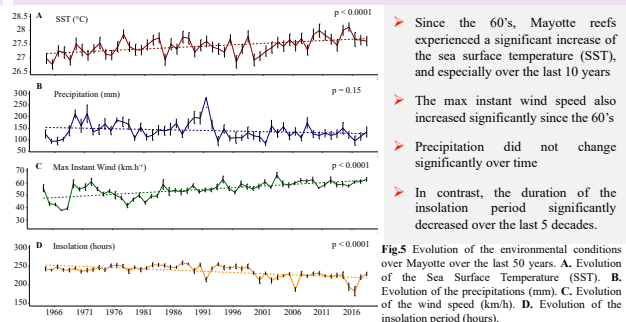 A SST (°C) p < 0.0001
28.5
28
27.5
27
26.5
B Precipitation (mm) p = 0.15
300
250
200
150
100
50
C Max Instant Wind (km.h⁻¹) p < 0.0001
70
60
50
40
30
D Insolation (hours) p < 0.0001
300
250
200
150
1966 1971 1976 1981 1986 1991 1996 2001 2006 2011 2016
Since the 60’s, Mayotte reefs
experienced a significant increase of
the sea surface temperature (SST),
and especially over the last 10 years
The max instant wind speed also
increased significantly since the 60’s
Precipitation did not change
significantly over time
In contrast, the duration of the
insolation period significantly
decreased over the last 5 decades.
Fig.5 Evolution of the environmental conditions
over Mayotte over the last 50 years. A. Evolution
of the Sea Surface Temperature (SST). B.
Evolution of the precipitations (mm). C. Evolution
of the wind speed (km/h). D. Evolution of the
insolation period (hours).